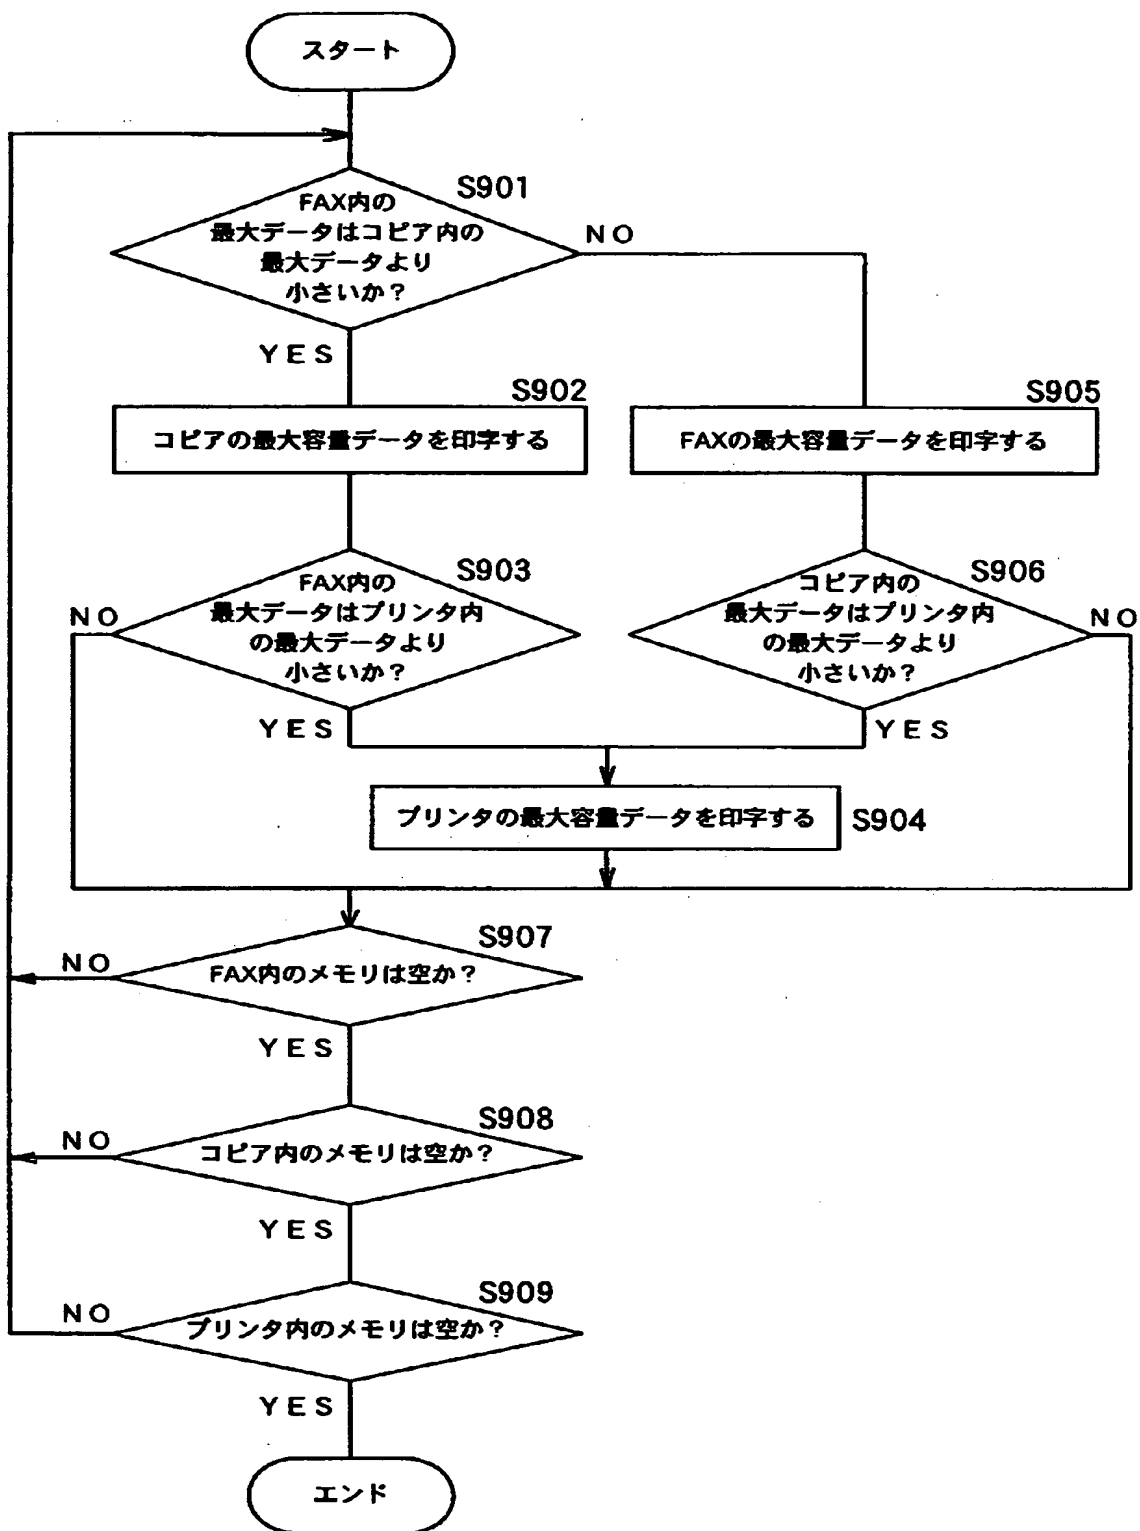 スタート
S901
FAX内の
最大データはコピア内の
最大データより
小さいか？
NO
YES
S902
コピアの最大容量データを印字する
S905
FAXの最大容量データを印字する
S903
FAX内の
最大データはプリンタ内
の最大データより
小さいか？
NO
YES
S906
コピア内の
最大データはプリンタ内
の最大データより
小さいか？
NO
YES
プリンタの最大容量データを印字する
S904
S907
FAX内のメモリは空か？
NO
YES
S908
コピア内のメモリは空か？
NO
YES
S909
プリンタ内のメモリは空か？
NO
YES
エンド